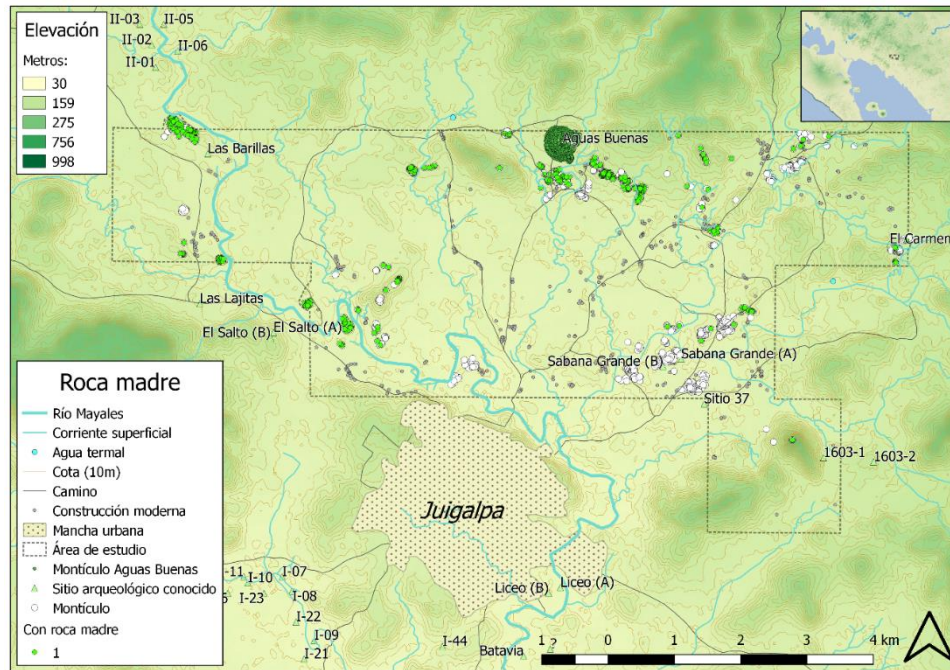 Elevación
Metros:
30
159
275
756
998
II-03
II-05
II-02
II-06
II-01
Las Barillas
Aguas Buenas
El Carmen
Las Lajitas
El Salto (B)
El Salto (A)
Sabana Grande (B)
Sabana Grande (A)
Sitio 37
1603-1
1603-2
Roca madre
Río Mayales
Corriente superficial
Agua termal
Cota (10m)
Camino
Construcción moderna
Mancha urbana
Área de estudio
Montículo Aguas Buenas
Sitio arqueológico conocido
Montículo
Con roca madre
1
Juigalpa
-11
I-10
I-07
I-23
I-08
I-22
I-09
I-21
Liceo (B)
Liceo (A)
I-44
Batavia
?
1 0 1 2 3 4 km